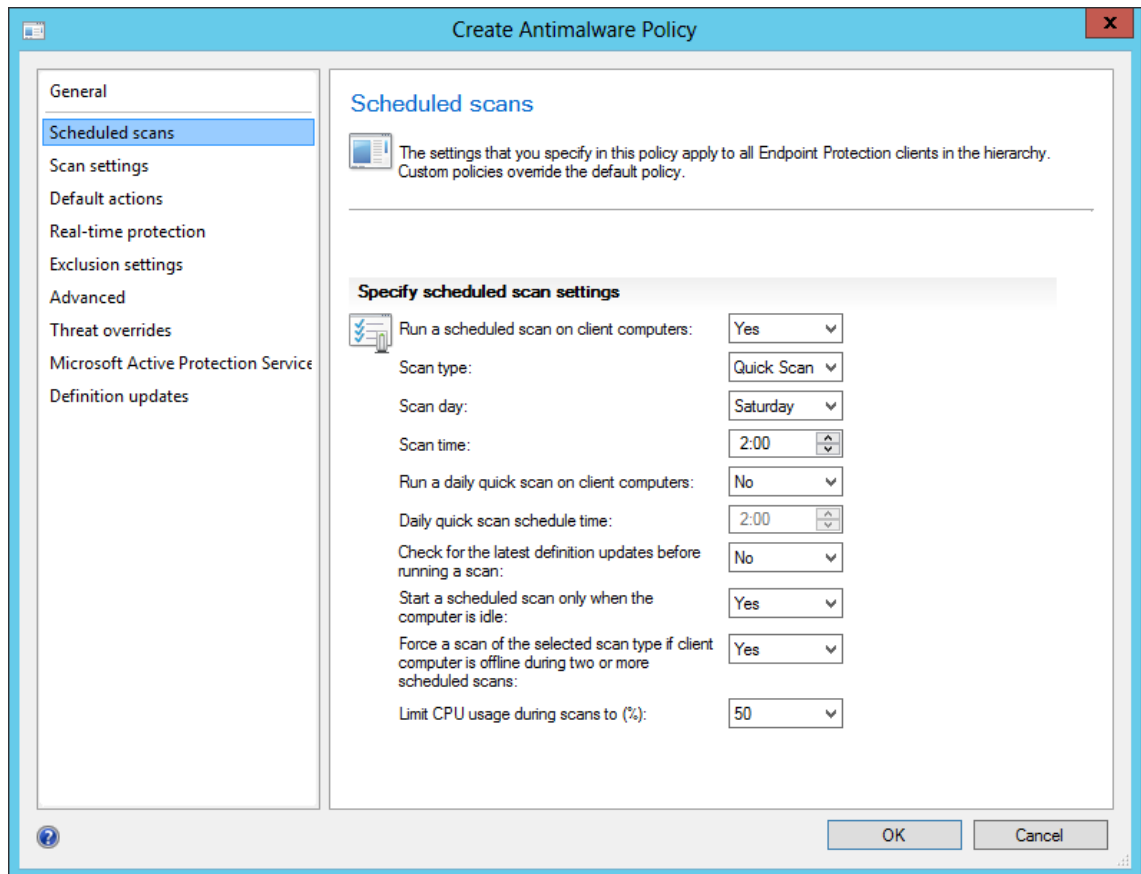 Create Antimalware Policy
x
General
Scheduled scans
Scan settings
Default actions
Real-time protection
Exclusion settings
Advanced
Threat overrides
Microsoft Active Protection Service
Definition updates
Scheduled scans
The settings that you specify in this policy apply to all Endpoint Protection clients in the hierarchy.
Custom policies override the default policy.
Specify scheduled scan settings
Run a scheduled scan on client computers: Yes
Scan type: Quick Scan
Scan day: Saturday
Scan time: 2:00
Run a daily quick scan on client computers: No
Daily quick scan schedule time: 2:00
Check for the latest definition updates before
running a scan: No
Start a scheduled scan only when the
computer is idle: Yes
Force a scan of the selected scan type if client
computer is offline during two or more
scheduled scans: Yes
Limit CPU usage during scans to (%): 50
?
OK Cancel